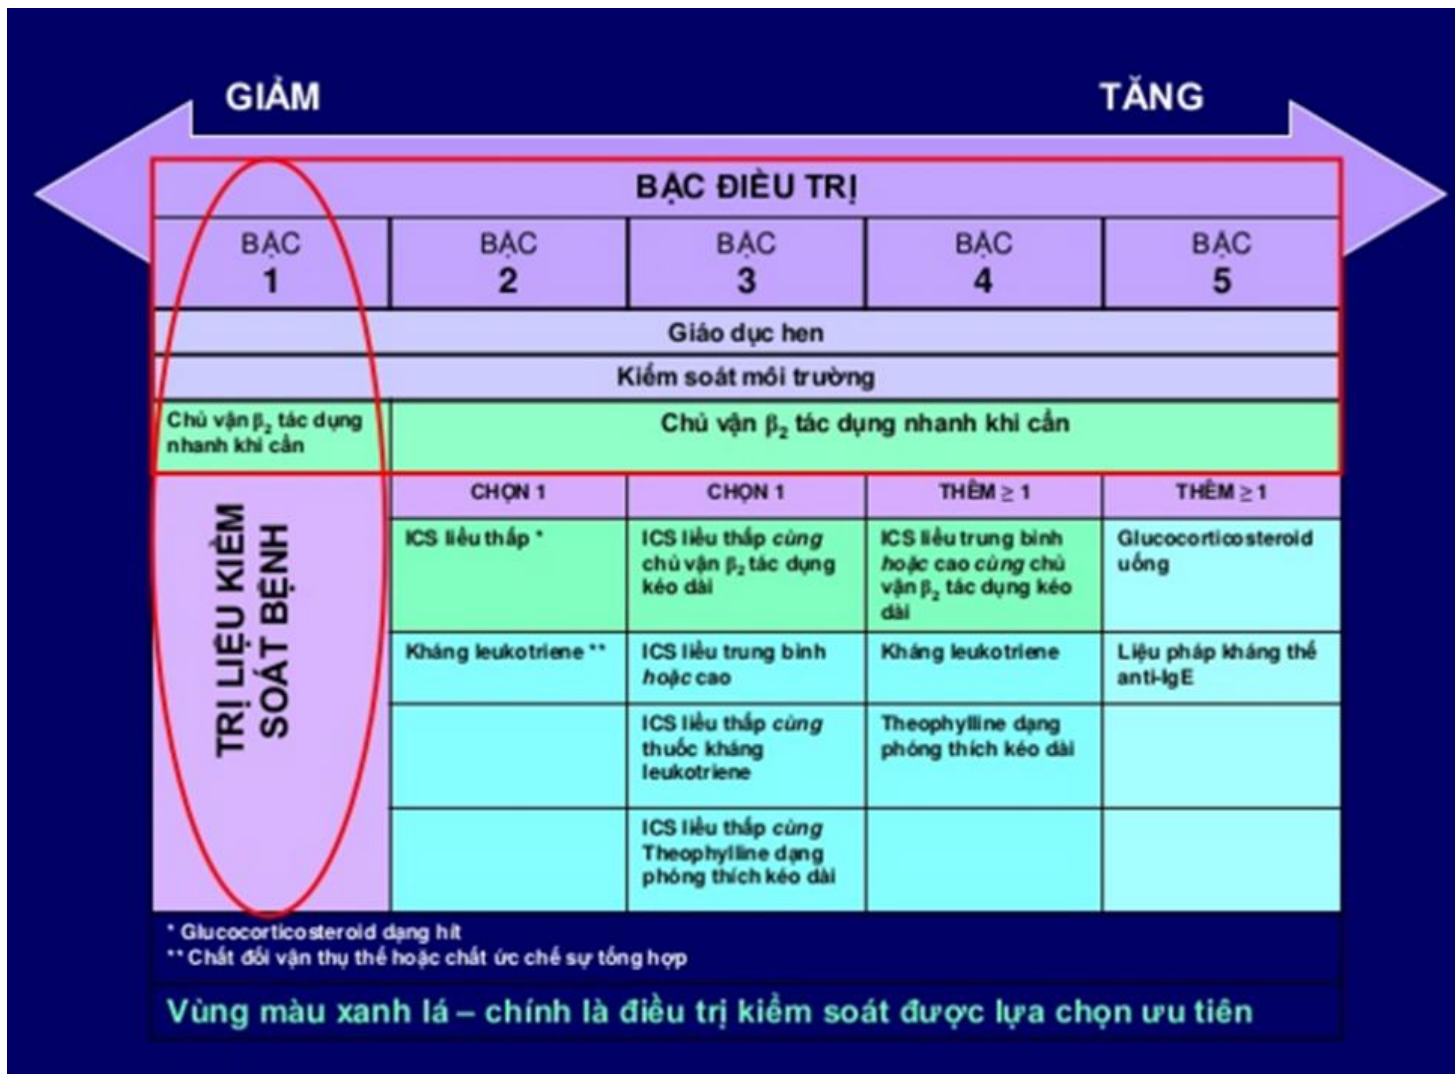 GIẢM
TĂNG
BẬC ĐIỀU TRỊ
BẬC
1
BẬC
2
BẬC
3
BẬC
4
BẬC
5
Giáo dục hen
Kiểm soát môi trường
Chủ vận β₂ tác dụng
nhanh khi cần
Chủ vận β₂ tác dụng nhanh khi cần
TRỊ LIỆU KIỂM
SOÁT BỆNH
CHỌN 1
CHỌN 1
THÊM ≥ 1
THÊM ≥ 1
ICS liều thấp *
ICS liều thấp cùng
chủ vận β₂ tác dụng
kéo dài
ICS liều trung bình
hoặc cao cùng chủ
vận β₂ tác dụng kéo
dài
Glucocorticosteroid
uống
Kháng leukotriene **
ICS liều trung bình
hoặc cao
Kháng leukotriene
Liệu pháp kháng thể
anti-IgE
ICS liều thấp cùng
thuốc kháng
leukotriene
Theophylline dạng
phóng thích kéo dài
ICS liều thấp cùng
Theophylline dạng
phóng thích kéo dài
* Glucocorticosteroid dạng hít
** Chất đối vận thụ thể hoặc chất ức chế sự tổng hợp
Vùng màu xanh lá – chính là điều trị kiểm soát được lựa chọn ưu tiên